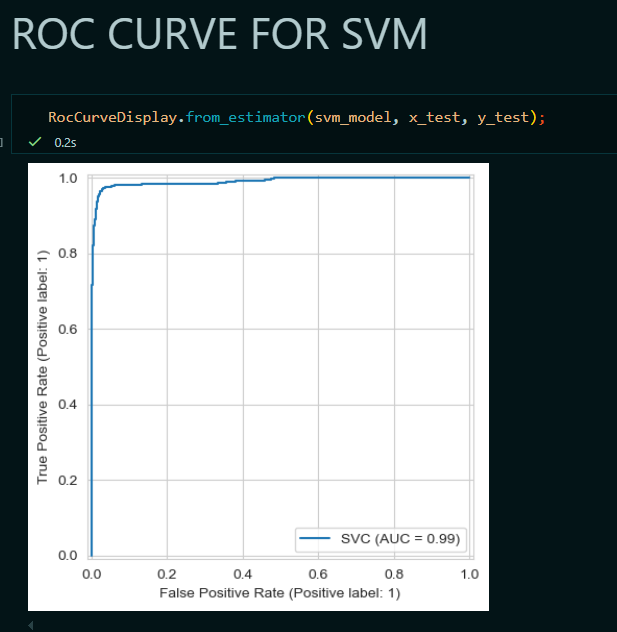 ROC CURVE FOR SVM
RocCurveDisplay.from_estimator(svm_model, x_test, y_test);
]
✓ 0.2s
1.0
0.8
0.6
0.4
0.2
0.0
True Positive Rate (Positive label: 1)
SVC (AUC = 0.99)
0.0 0.2 0.4 0.6 0.8 1.0
False Positive Rate (Positive label: 1)